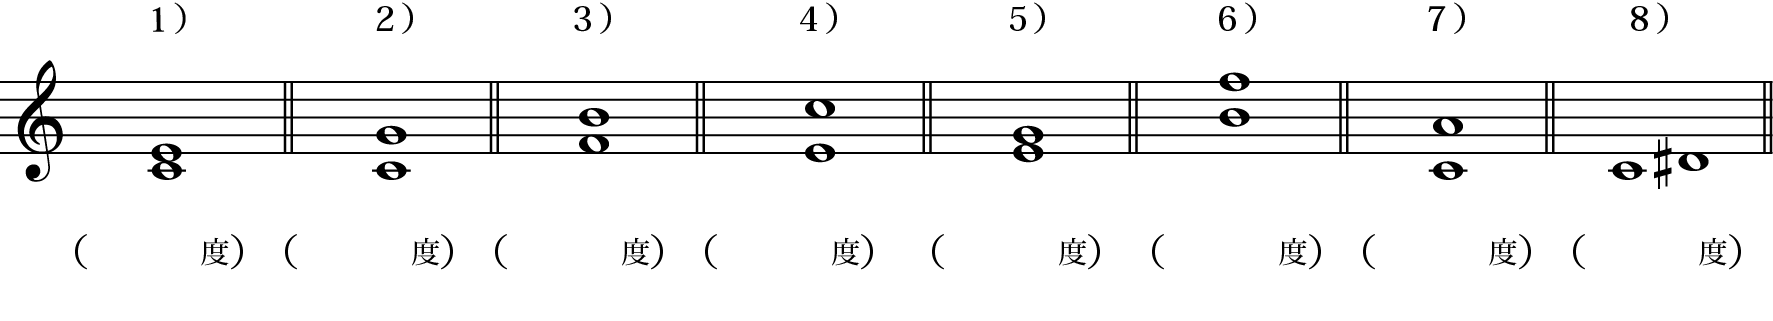 1） 2） 3） 4） 5） 6） 7） 8）
（ 度） （ 度） （ 度） （ 度） （ 度） （ 度） （ 度） （ 度）